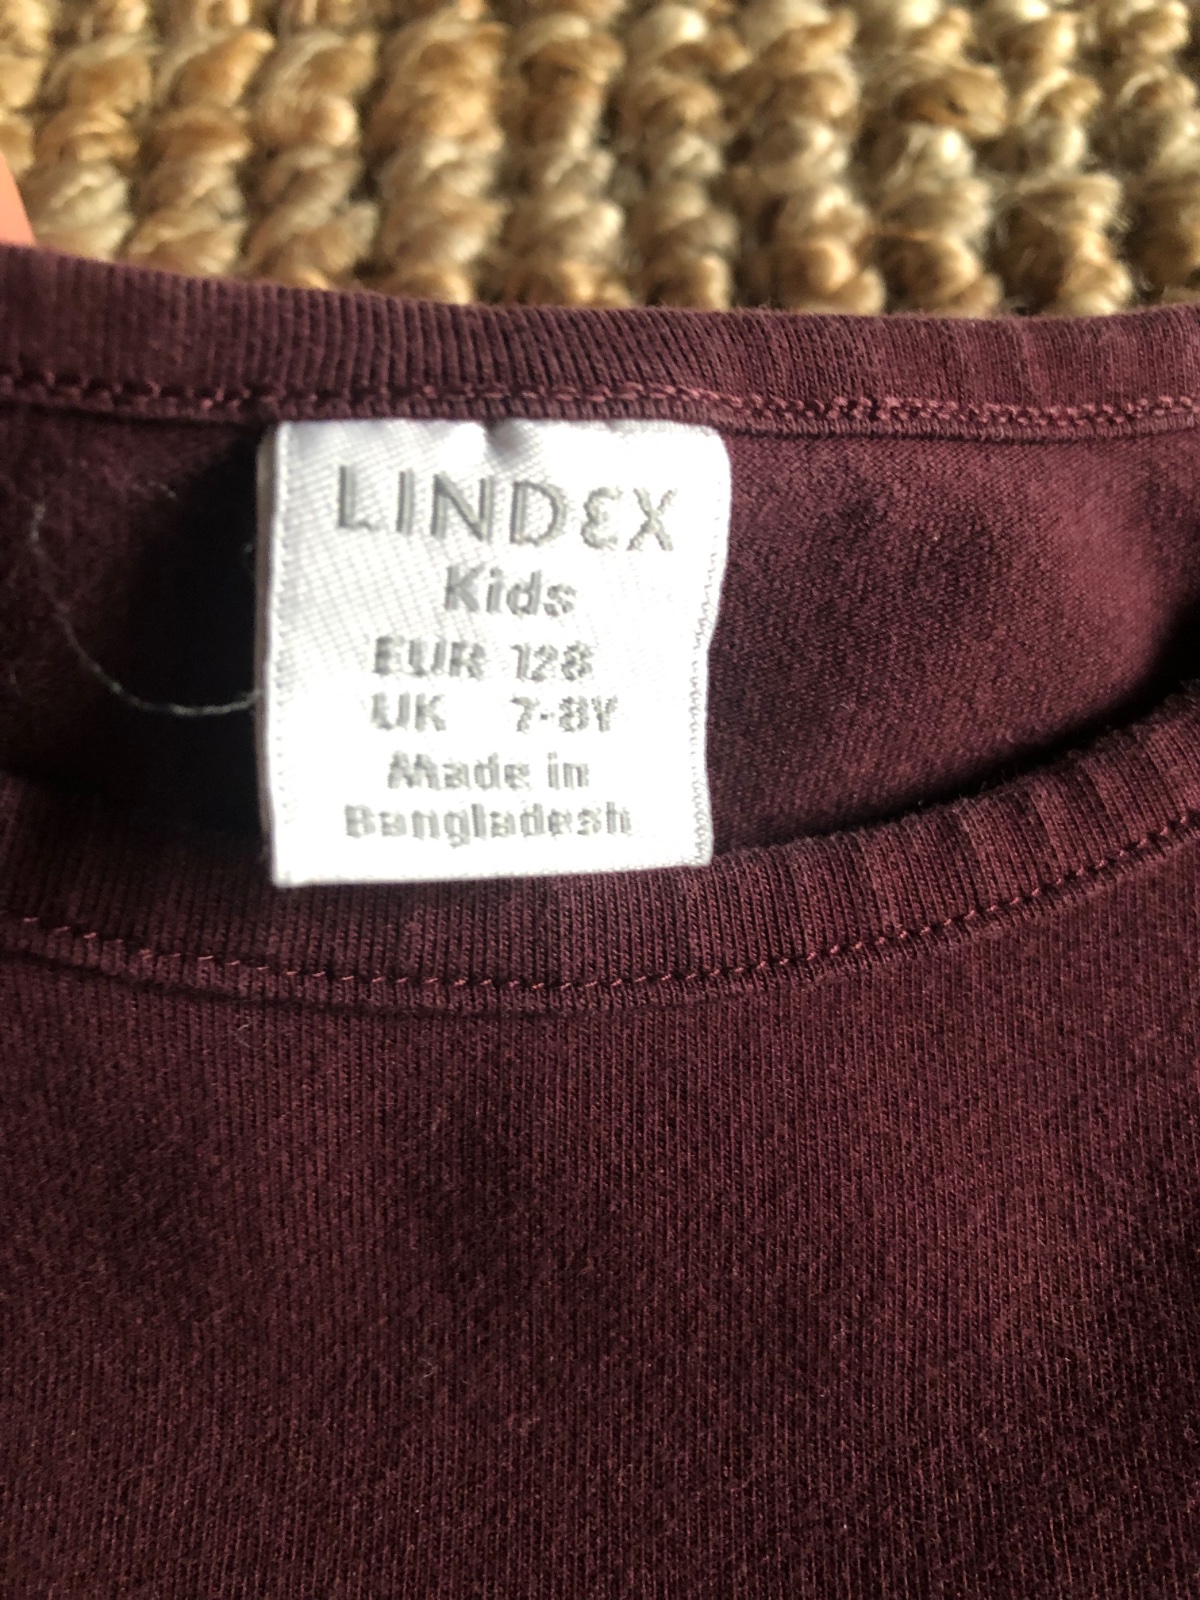 LINDEX
Kids
EUR 128
UK 7-8Y
Made in
Bangladesh